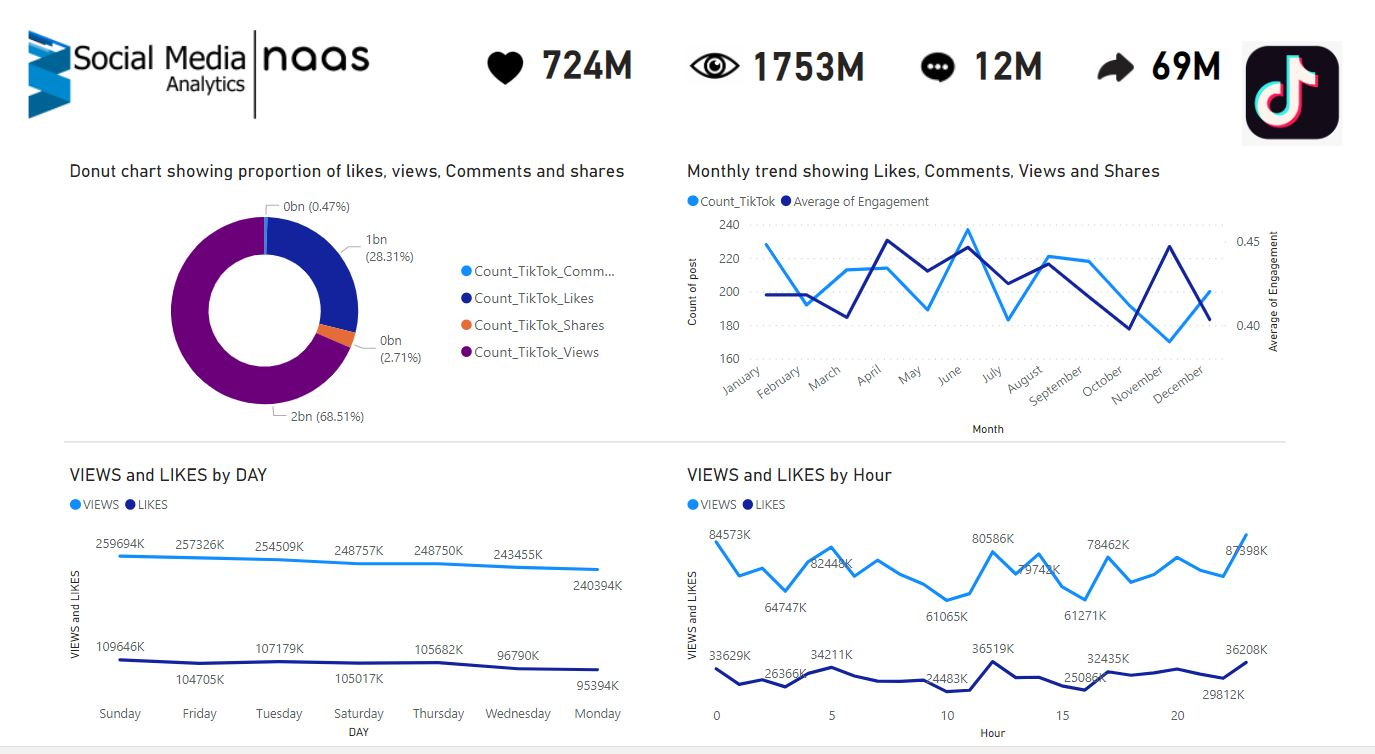 Social Media
Analytics
naas
724M
1753M
12M
69M
Donut chart showing proportion of likes, views, Comments and shares
0bn (0.47%)
1bn
(28.31%)
0bn
(2.71%)
2bn (68.51%)
Count_TikTok_Comm...
Count_TikTok_Likes
Count_TikTok_Shares
Count_TikTok_Views
Monthly trend showing Likes, Comments, Views and Shares
Count_TikTok Average of Engagement
Count of post
240
220
200
180
160
0.45
0.40
Average of Engagement
January February March April May June July August September October November December
Month
VIEWS and LIKES by DAY
VIEWS LIKES
VIEWS and LIKES
259694K 257326K 254509K 248757K 248750K 243455K 240394K
109646K 104705K 107179K 105017K 105682K 96790K 95394K
Sunday Friday Tuesday Saturday Thursday Wednesday Monday
DAY
VIEWS and LIKES by Hour
VIEWS LIKES
VIEWS and LIKES
84573K 64747K 82448K 61065K 80586K 79742K 61271K 78462K 87398K
33629K 26366K 34211K 24483K 36519K 25086K 32435K 29812K 36208K
0 5 10 15 20
Hour